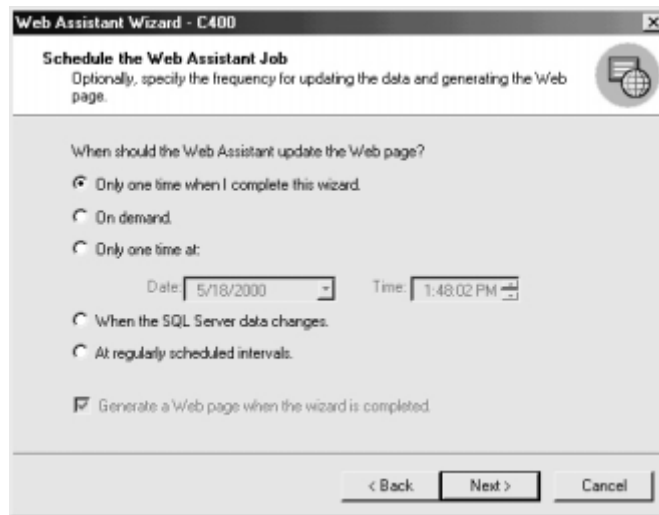 Web Assistant Wizard - C400
Schedule the Web Assistant Job
Optionally, specify the frequency for updating the data and generating the Web
page.
When should the Web Assistant update the Web page?
Only one time when I complete this wizard.
On demand.
Only one time at:
Date: 5/18/2000 Time: 1:48:02 PM
When the SQL Server data changes.
At regularly scheduled intervals.
Generate a Web page when the wizard is completed.
< Back Next > Cancel